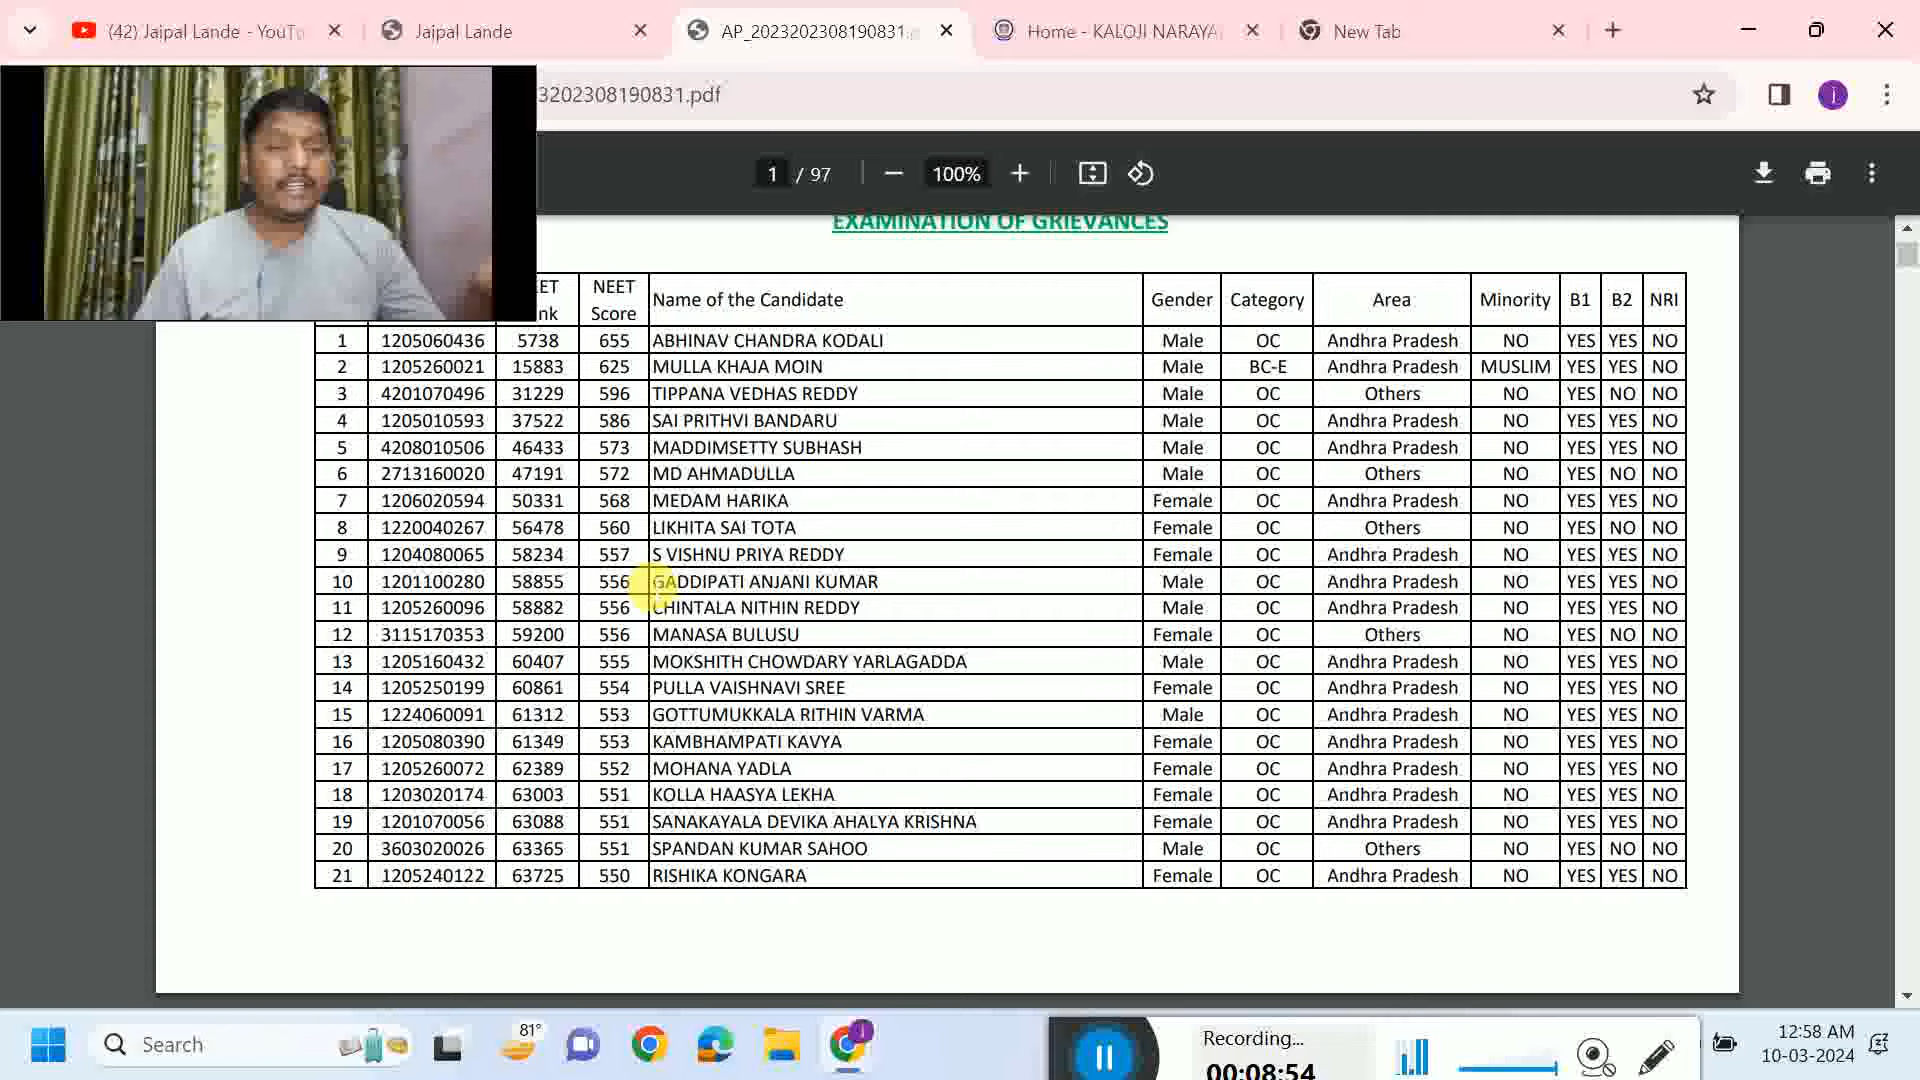 (42) Jaipal Lande - YouTu
Jaipal Lande
AP_2023202308190831.p
Home - KALOJI NARAYA
New Tab
3202308190831.pdf
j
1 / 97
100%
EXAMINATION OF GRIEVANCES
EET NEET Name of the Candidate Gender Category Area Minority B1 B2 NRI
nk Score
1 1205060436 5738 655 ABHINAV CHANDRA KODALI Male OC Andhra Pradesh NO YES YES NO
2 1205260021 15883 625 MULLA KHAJA MOIN Male BC-E Andhra Pradesh MUSLIM YES YES NO
3 4201070496 31229 596 TIPPANA VEDHAS REDDY Male OC Others NO YES NO NO
4 1205010593 37522 586 SAI PRITHVI BANDARU Male OC Andhra Pradesh NO YES YES NO
5 4208010506 46433 573 MADDIMSETTY SUBHASH Male OC Andhra Pradesh NO YES YES NO
6 2713160020 47191 572 MD AHMADULLA Male OC Others NO YES NO NO
7 1206020594 50331 568 MEDAM HARIKA Female OC Andhra Pradesh NO YES YES NO
8 1220040267 56478 560 LIKHITA SAI TOTA Female OC Others NO YES NO NO
9 1204080065 58234 557 S VISHNU PRIYA REDDY Female OC Andhra Pradesh NO YES YES NO
10 1201100280 58855 556 GADDIPATI ANJANI KUMAR Male OC Andhra Pradesh NO YES YES NO
11 1205260096 58882 556 CHINTALA NITHIN REDDY Male OC Andhra Pradesh NO YES YES NO
12 3115170353 59200 556 MANASA BULUSU Female OC Others NO YES NO NO
13 1205160432 60407 555 MOKSHITH CHOWDARY YARLAGADDA Male OC Andhra Pradesh NO YES YES NO
14 1205250199 60861 554 PULLA VAISHNAVI SREE Female OC Andhra Pradesh NO YES YES NO
15 1224060091 61312 553 GOTTUMUKKALA RITHIN VARMA Male OC Andhra Pradesh NO YES YES NO
16 1205080390 61349 553 KAMBHAMPATI KAVYA Female OC Andhra Pradesh NO YES YES NO
17 1205260072 62389 552 MOHANA YADLA Female OC Andhra Pradesh NO YES YES NO
18 1203020174 63003 551 KOLLA HAASYA LEKHA Female OC Andhra Pradesh NO YES YES NO
19 1201070056 63088 551 SANAKAYALA DEVIKA AHALYA KRISHNA Female OC Andhra Pradesh NO YES YES NO
20 3603020026 63365 551 SPANDAN KUMAR SAHOO Male OC Others NO YES NO NO
21 1205240122 63725 550 RISHIKA KONGARA Female OC Andhra Pradesh NO YES YES NO
Search
81°
j
Recording...
00:08:54
12:58 AM
10-03-2024